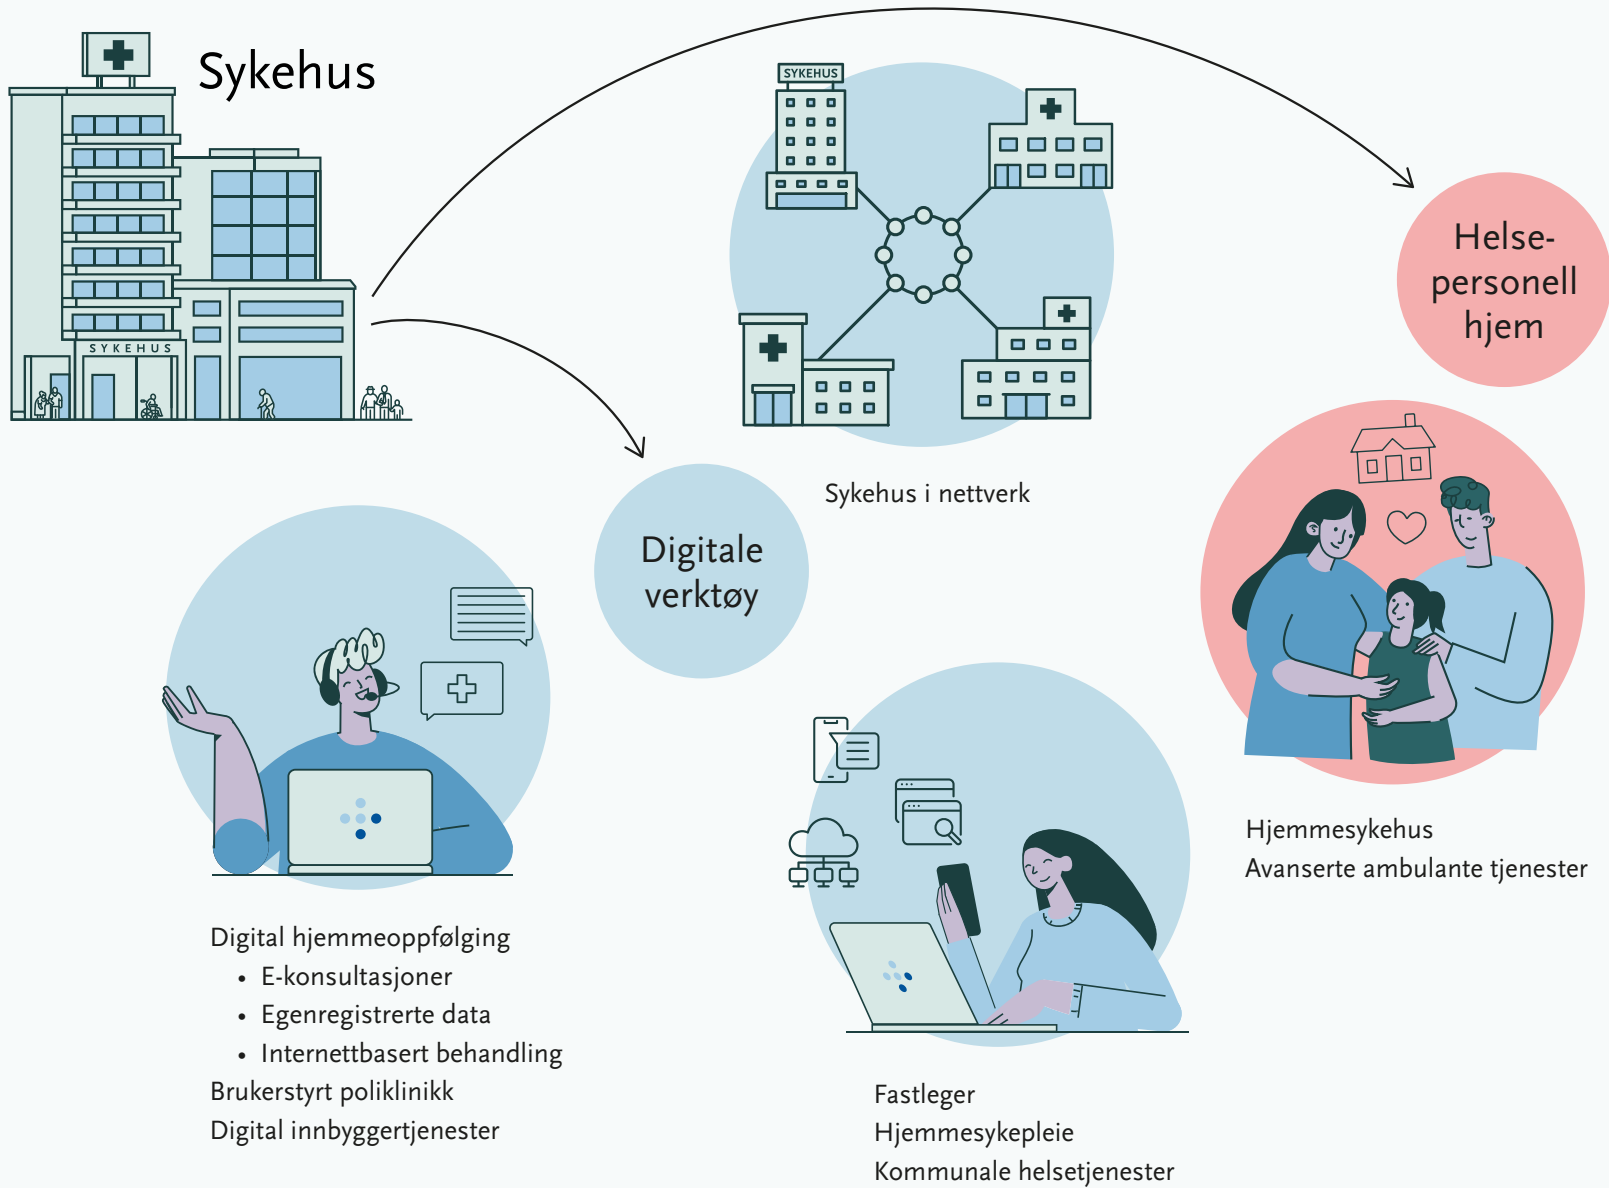 Sykehus
SYKEHUS
SYKEHUS
Helse-
personell
hjem
Sykehus i nettverk
Digitale
verktøy
Hjemmesykehus
Avanserte ambulante tjenester
Digital hjemmeoppfølging
• E-konsultasjoner
• Egenregistrerte data
• Internettbasert behandling
Brukerstyrt poliklinikk
Digital innbyggertjenester
Fastleger
Hjemmesykepleie
Kommunale helsetjenester